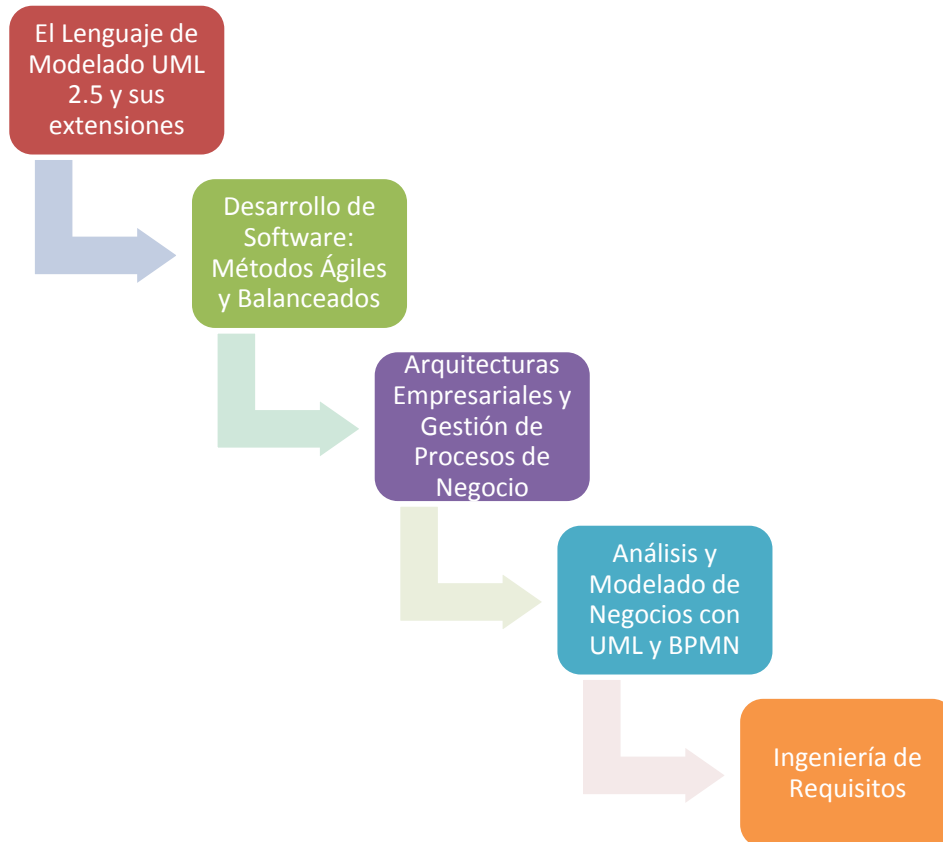 El Lenguaje de
Modelado UML
2.5 y sus
extensiones
Desarrollo de
Software:
Métodos Ágiles
y Balanceados
Arquitecturas
Empresariales y
Gestión de
Procesos de
Negocio
Análisis y
Modelado de
Negocios con
UML y BPMN
Ingeniería de
Requisitos